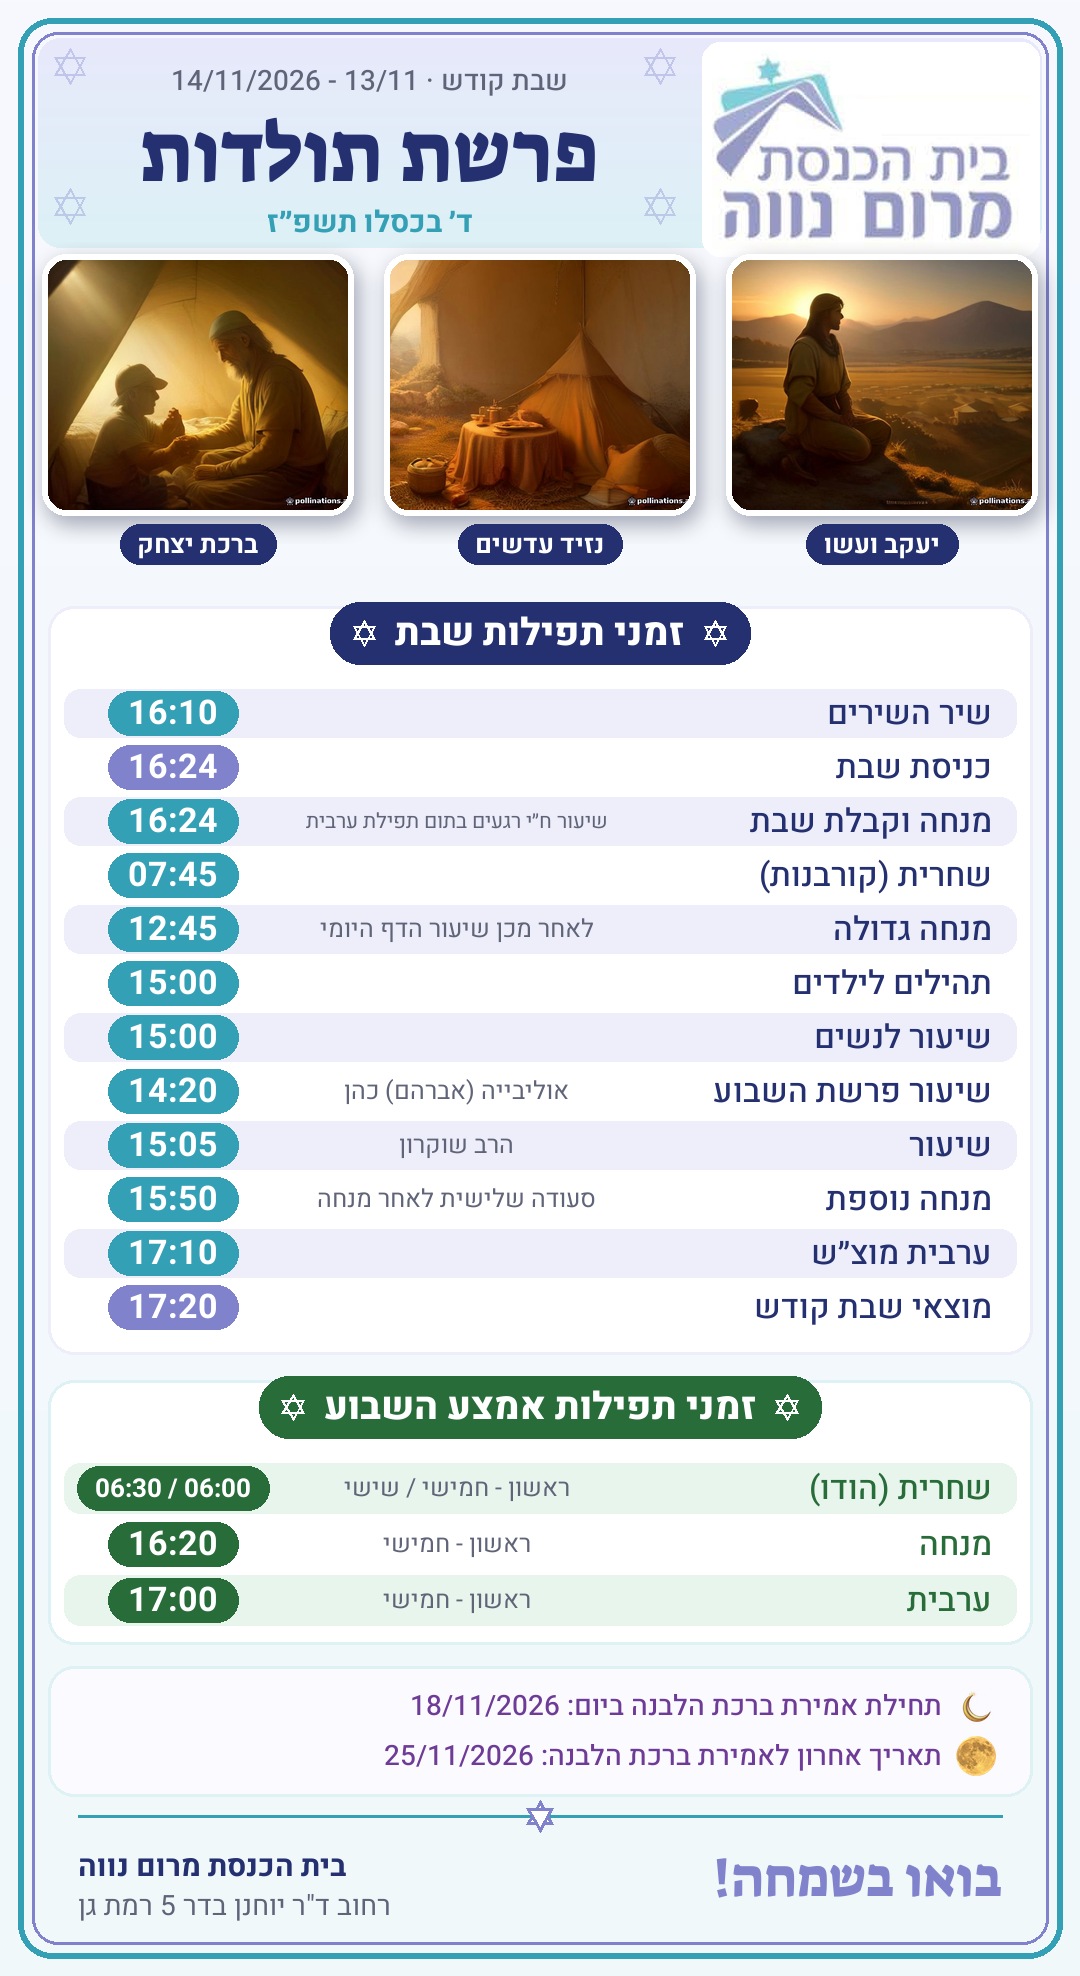 בית הכנסת
מרום נווה
שבת קודש · 13/11 - 14/11/2026
פרשת תולדות
ד׳ בכסלו תשפ״ז
pollinations.
pollinations.
pollinations.
יעקב ועשו
נזיד עדשים
ברכת יצחק
זמני תפילות שבת
שיר השירים 16:10
כניסת שבת 16:24
מנחה וקבלת שבת שיעור ח״י רגעים בתום תפילת ערבית 16:24
שחרית (קורבנות) 07:45
מנחה גדולה לאחר מכן שיעור הדף היומי 12:45
תהילים לילדים 15:00
שיעור לנשים 15:00
שיעור פרשת השבוע אוליבייה (אברהם) כהן 14:20
שיעור הרב שוקרון 15:05
מנחה נוספת סעודה שלישית לאחר מנחה 15:50
ערבית מוצ״ש 17:10
מוצאי שבת קודש 17:20
זמני תפילות אמצע השבוע
שחרית (הודו) ראשון - חמישי / שישי 06:00 / 06:30
מנחה ראשון - חמישי 16:20
ערבית ראשון - חמישי 17:00
תחילת אמירת ברכת הלבנה ביום: 18/11/2026
תאריך אחרון לאמירת ברכת הלבנה: 25/11/2026
בואו בשמחה!
בית הכנסת מרום נווה
רחוב ד"ר יוחנן בדר 5 רמת גן